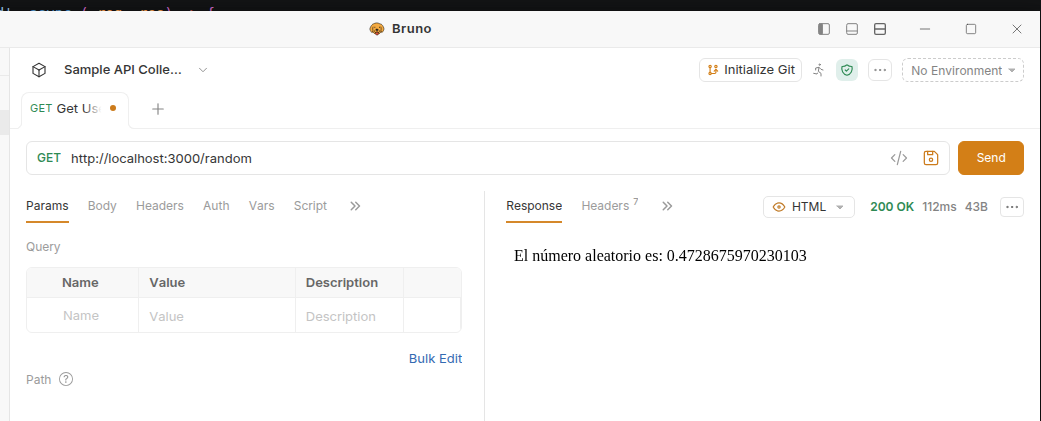 Bruno
Sample API Colle...
Initialize Git
No Environment
GET Get Us
GET http://localhost:3000/random
Send
Params Body Headers Auth Vars Script
Response Headers 7
HTML 200 OK 112ms 43B
Query
Name Value Description
Name Value Description
Bulk Edit
Path ?
El número aleatorio es: 0.4728675970230103